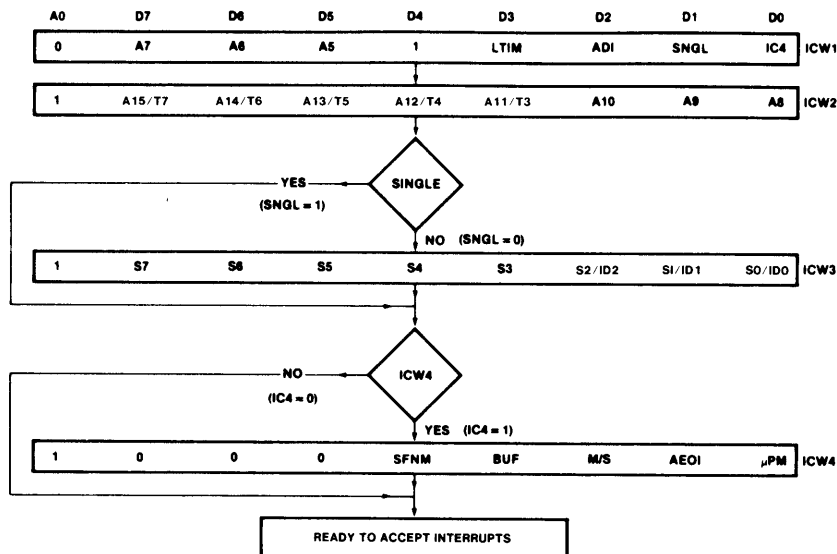 A0 D7 D6 D5 D4 D3 D2 D1 D0
0 A7 A6 A5 1 LTIM ADI SNGL IC4 ICW1
1 A15/T7 A14/T6 A13/T5 A12/T4 A11/T3 A10 A9 A8 ICW2
YES SINGLE
(SNGL = 1)
NO (SNGL = 0)
1 S7 S6 S5 S4 S3 S2/ID2 S1/ID1 S0/ID0 ICW3
NO ICW4
(IC4 = 0)
YES (IC4 = 1)
1 0 0 0 SFNM BUF M/S AEOI μPM ICW4
READY TO ACCEPT INTERRUPTS